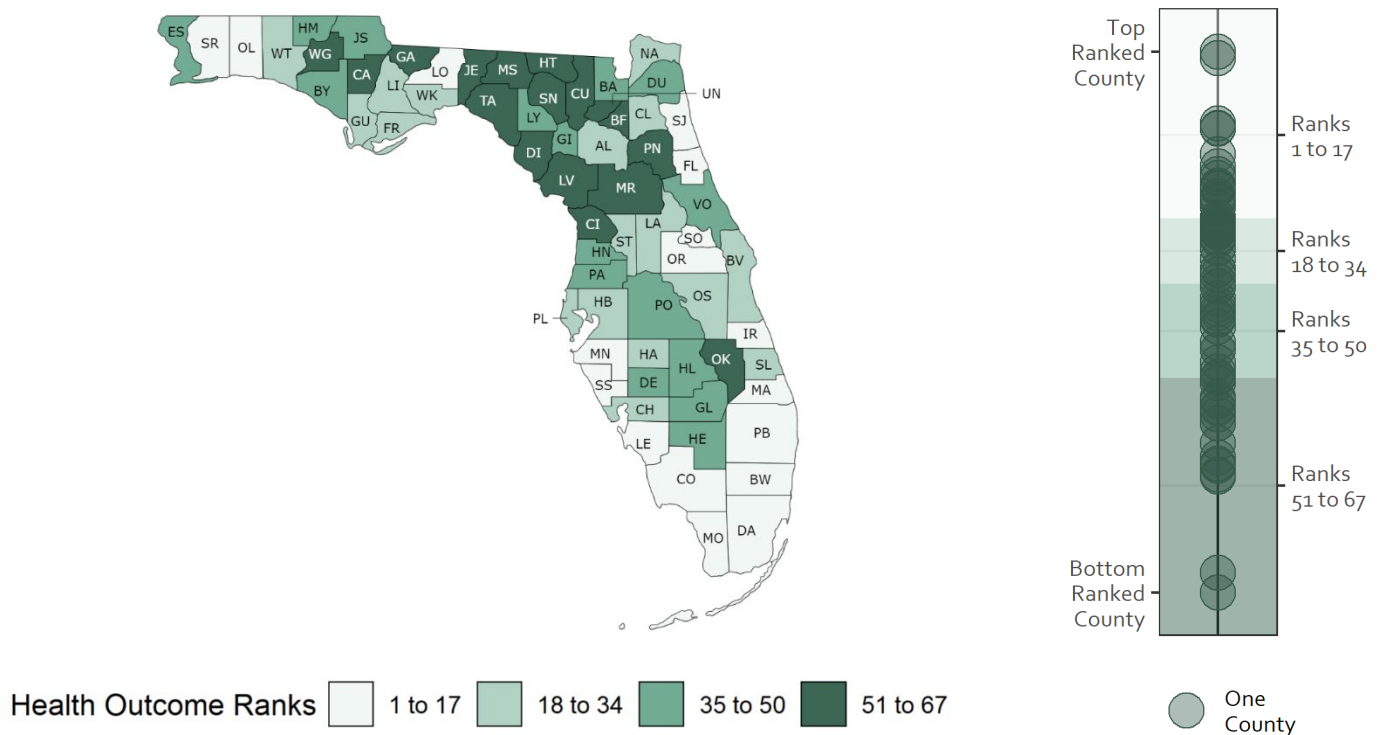 ES
SR
OL
WT
HM
JS
WG
CA
BY
GA
LI
LO
WK
GU
FR
JE
MS
HT
TA
SN
CU
LY
GI
BA
NA
DU
UN
BF
CL
SJ
AL
PN
DI
FL
LV
MR
VO
CI
LA
ST
SO
HN
OR
BV
PA
HB
PO
OS
PL
IR
MN
HA
HL
OK
SL
SS
DE
MA
CH
GL
LE
HE
PB
CO
BW
MO
DA
Health Outcome Ranks
1 to 17
18 to 34
35 to 50
51 to 67
Top
Ranked
County
Ranks
1 to 17
Ranks
18 to 34
Ranks
35 to 50
Ranks
51 to 67
Bottom
Ranked
County
One
County